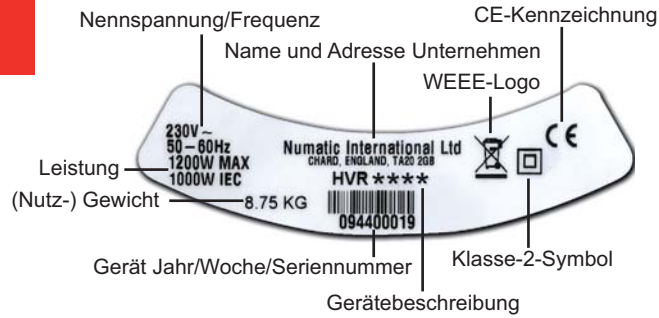 Nennspannung/Frequenz
CE-Kennzeichnung
Name und Adresse Unternehmen
WEEE-Logo
230V ~
50 – 60Hz
1200W MAX
1000W IEC
Numatic International Ltd
CHARD, ENGLAND, TA20 2GB
HVR ****
CE
Leistung
(Nutz-) Gewicht
8.75 KG
094400019
Gerät Jahr/Woche/Seriennummer
Klasse-2-Symbol
Gerätebeschreibung